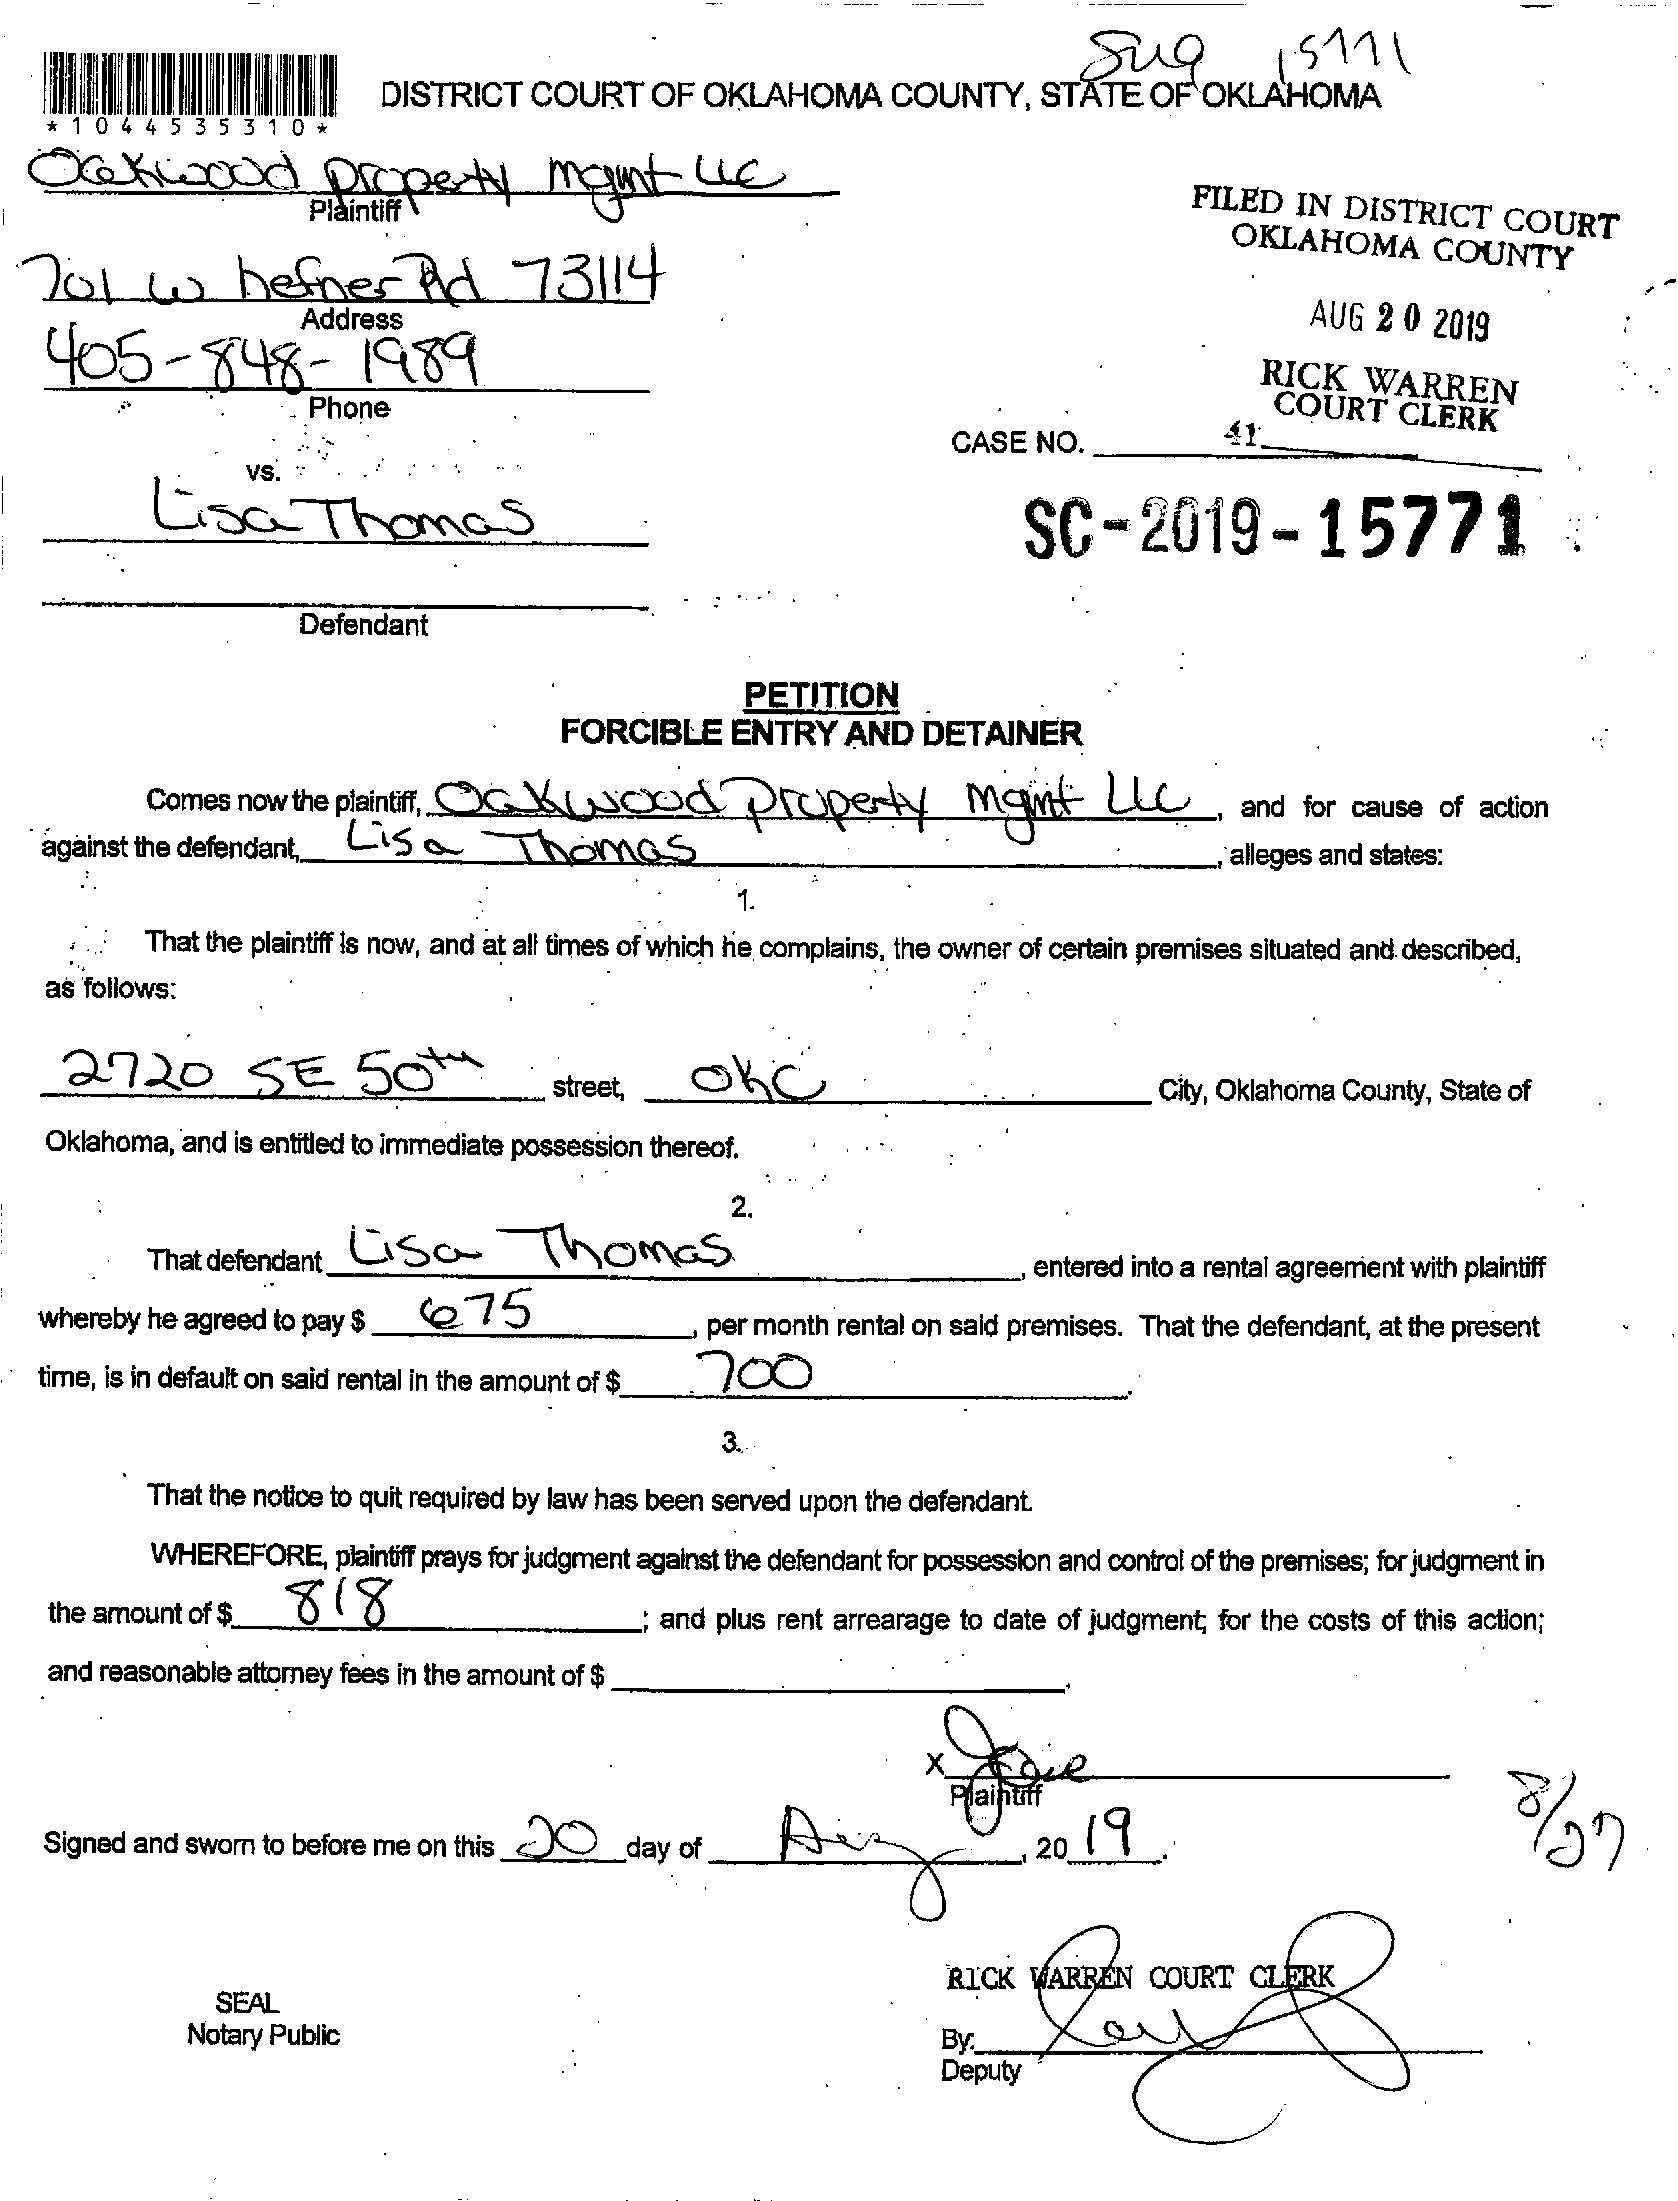 15771
*1044535310*
DISTRICT COURT OF OKLAHOMA COUNTY, STATE OF OKLAHOMA
Oakwood Property Mgmt LLC
Plaintiff
FILED IN DISTRICT COURT
OKLAHOMA COUNTY
701 W hefner Rd 73114
Address
AUG 20 2019
405-848-1989
Phone
RICK WARREN
COURT CLERK
CASE NO. 41
vs.
Lisa Thomas
SC-2019-15771
Defendant
PETITION
FORCIBLE ENTRY AND DETAINER
Comes now the plaintiff, Oakwood Property Mgmt LLC, and for cause of action
against the defendant, Lisa Thomas, alleges and states:
1.
That the plaintiff is now, and at all times of which he complains, the owner of certain premises situated and described,
as follows:
2720 SE 50th street, OKC City, Oklahoma County, State of
Oklahoma, and is entitled to immediate possession thereof.
2.
That defendant Lisa Thomas, entered into a rental agreement with plaintiff
whereby he agreed to pay $ 675, per month rental on said premises. That the defendant, at the present
time, is in default on said rental in the amount of $ 700.
3.
That the notice to quit required by law has been served upon the defendant.
WHEREFORE, plaintiff prays for judgment against the defendant for possession and control of the premises; for judgment in
the amount of $ 818; and plus rent arrearage to date of judgment; for the costs of this action;
and reasonable attorney fees in the amount of $ .
X
Plaintiff
8/27
Signed and sworn to before me on this 20 day of Aug, 20 19.
RICK WARREN COURT CLERK
SEAL
Notary Public
By:
Deputy